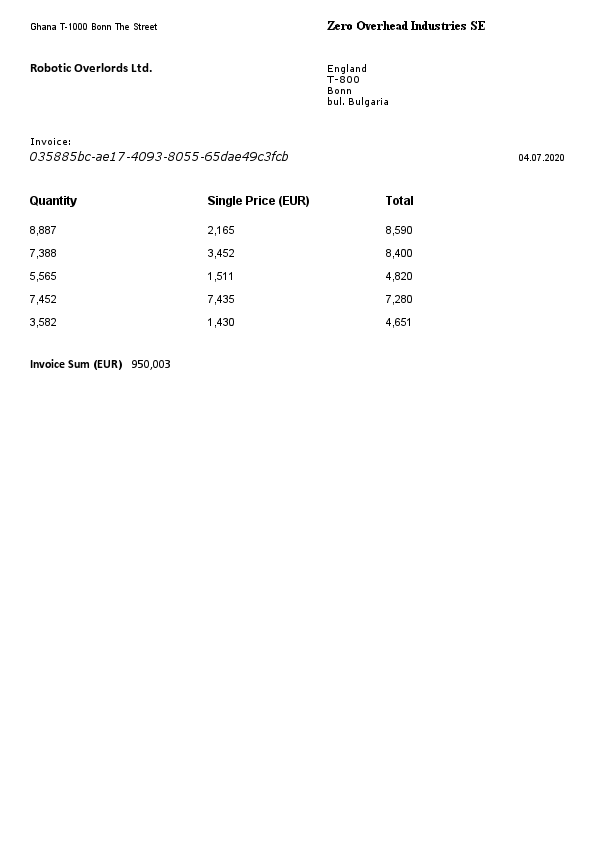 Ghana T-1000 Bonn The Street
Zero Overhead Industries SE
Robotic Overlords Ltd.
England
T-800
Bonn
bul. Bulgaria
Invoice:
035885bc-ae17-4093-8055-65dae49c3fcb
04.07.2020
Quantity Single Price (EUR) Total
8,887 2,165 8,590
7,388 3,452 8,400
5,565 1,511 4,820
7,452 7,435 7,280
3,582 1,430 4,651
Invoice Sum (EUR) 950,003